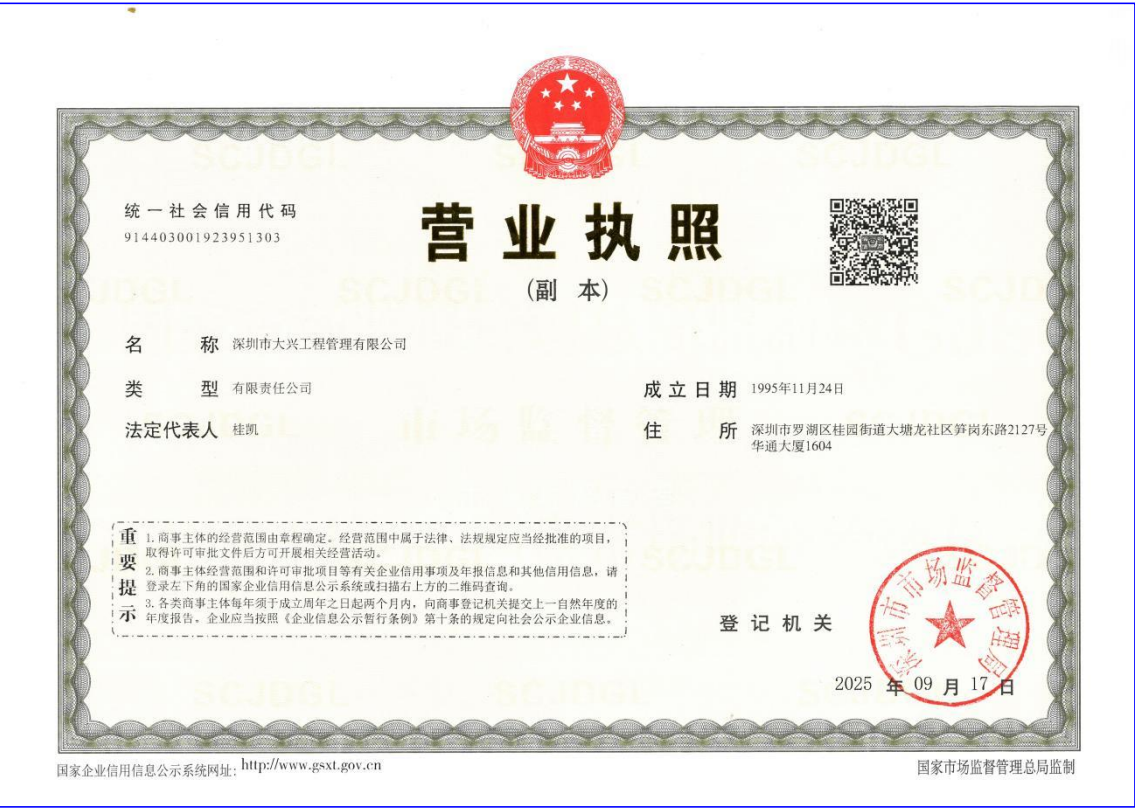 统一社会信用代码
914403001923951303
营业执照
(副 本)
名 称 深圳市大兴工程管理有限公司
类 型 有限责任公司
成立日期 1995年11月24日
法定代表人 桂凯
住 所 深圳市罗湖区桂园街道大塘龙社区笋岗东路2127号
华通大厦1604
重要提示
1.商事主体的经营范围由章程确定。经营范围中属于法律、法规规定应当经批准的项目，
取得许可审批文件后方可开展相关经营活动。
2.商事主体经营范围和许可审批项目等有关企业信用事项及年报信息和其他信用信息，请
登录左下角的国家企业信用信息公示系统或扫描右上方的二维码查询。
3.各类商事主体每年须于成立周年之日起两个月内，向商事登记机关提交上一自然年度的
年度报告。企业应当按照《企业信息公示暂行条例》第十条的规定向社会公示企业信息。
登记机关
深圳市市场监督管理局
2025 年 09 月 17 日
国家企业信用信息公示系统网址: http://www.gsxt.gov.cn
国家市场监督管理总局监制
SCJDGL
市场监督管理